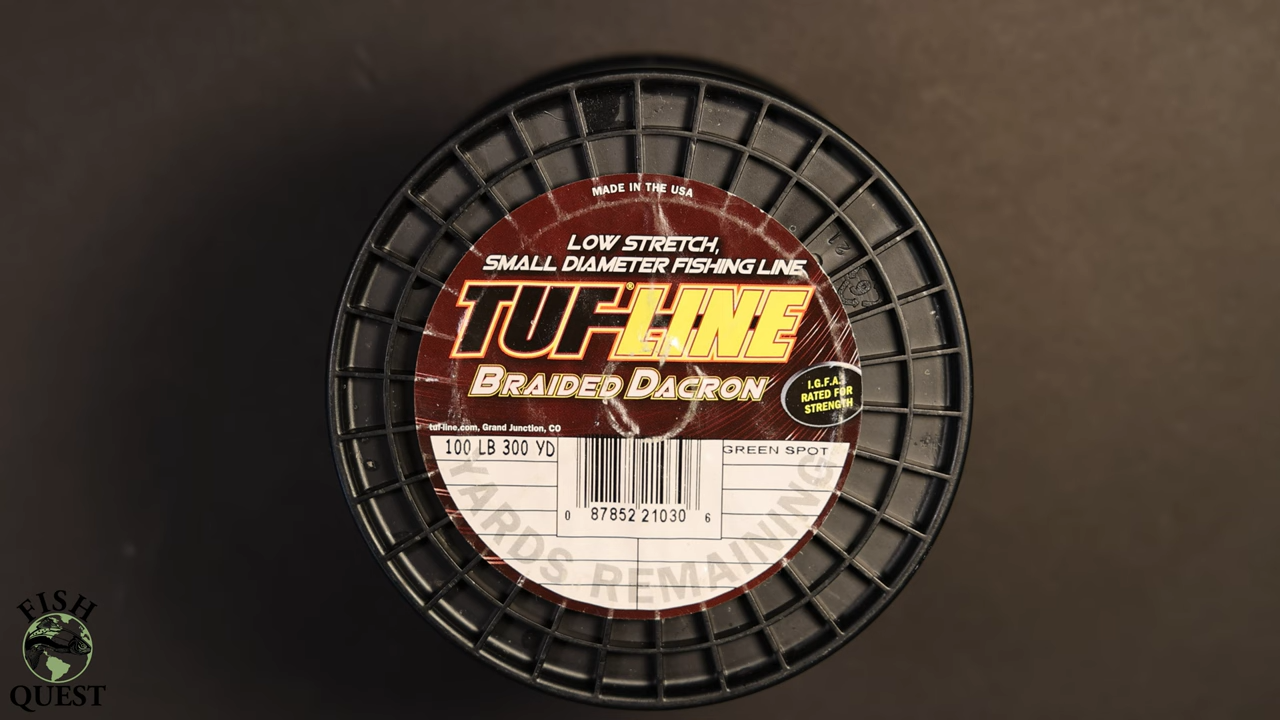 MADE IN THE USA
LOW STRETCH,
SMALL DIAMETER FISHING LINE
TUF-LINE®
BRAIDED DACRON
I.G.F.A.
RATED FOR
STRENGTH
tuf-line.com, Grand Junction, CO
100 LB 300 YD
GREEN SPOT
0 87852 21030 6
YARDS REMAINING
FISH
QUEST